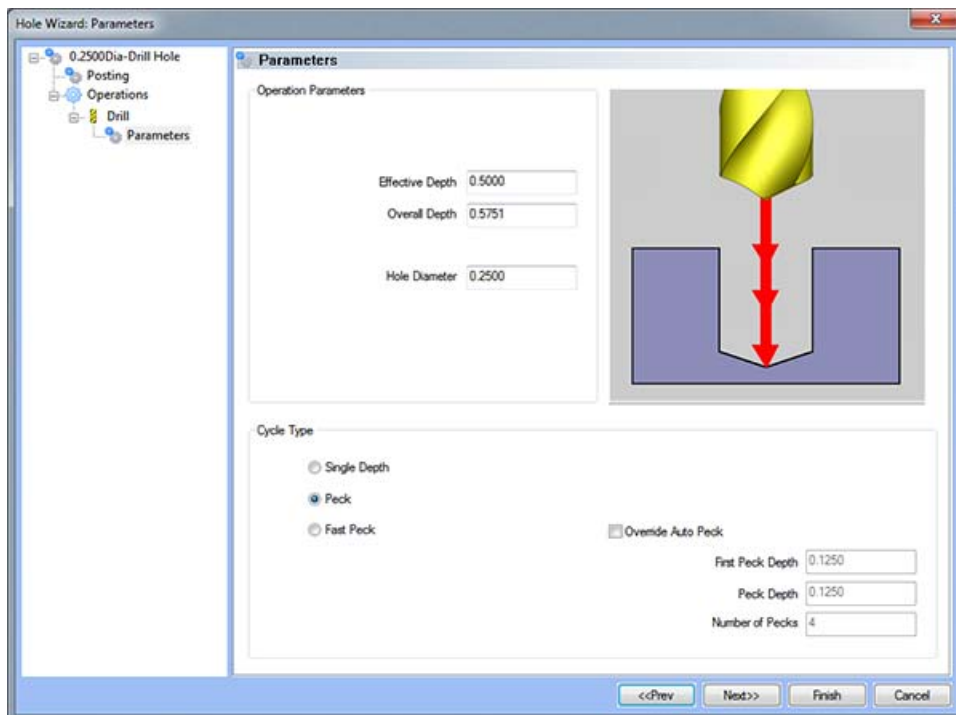 Hole Wizard: Parameters
0.2500Dia-Drill Hole
Posting
Operations
Drill
Parameters
Parameters
Operation Parameters
Effective Depth 0.5000
Overall Depth 0.5751
Hole Diameter 0.2500
Cycle Type
Single Depth
Peck
Fast Peck
Override Auto Peck
First Peck Depth 0.1250
Peck Depth 0.1250
Number of Pecks 4
<<Prev Next>> Finish Cancel